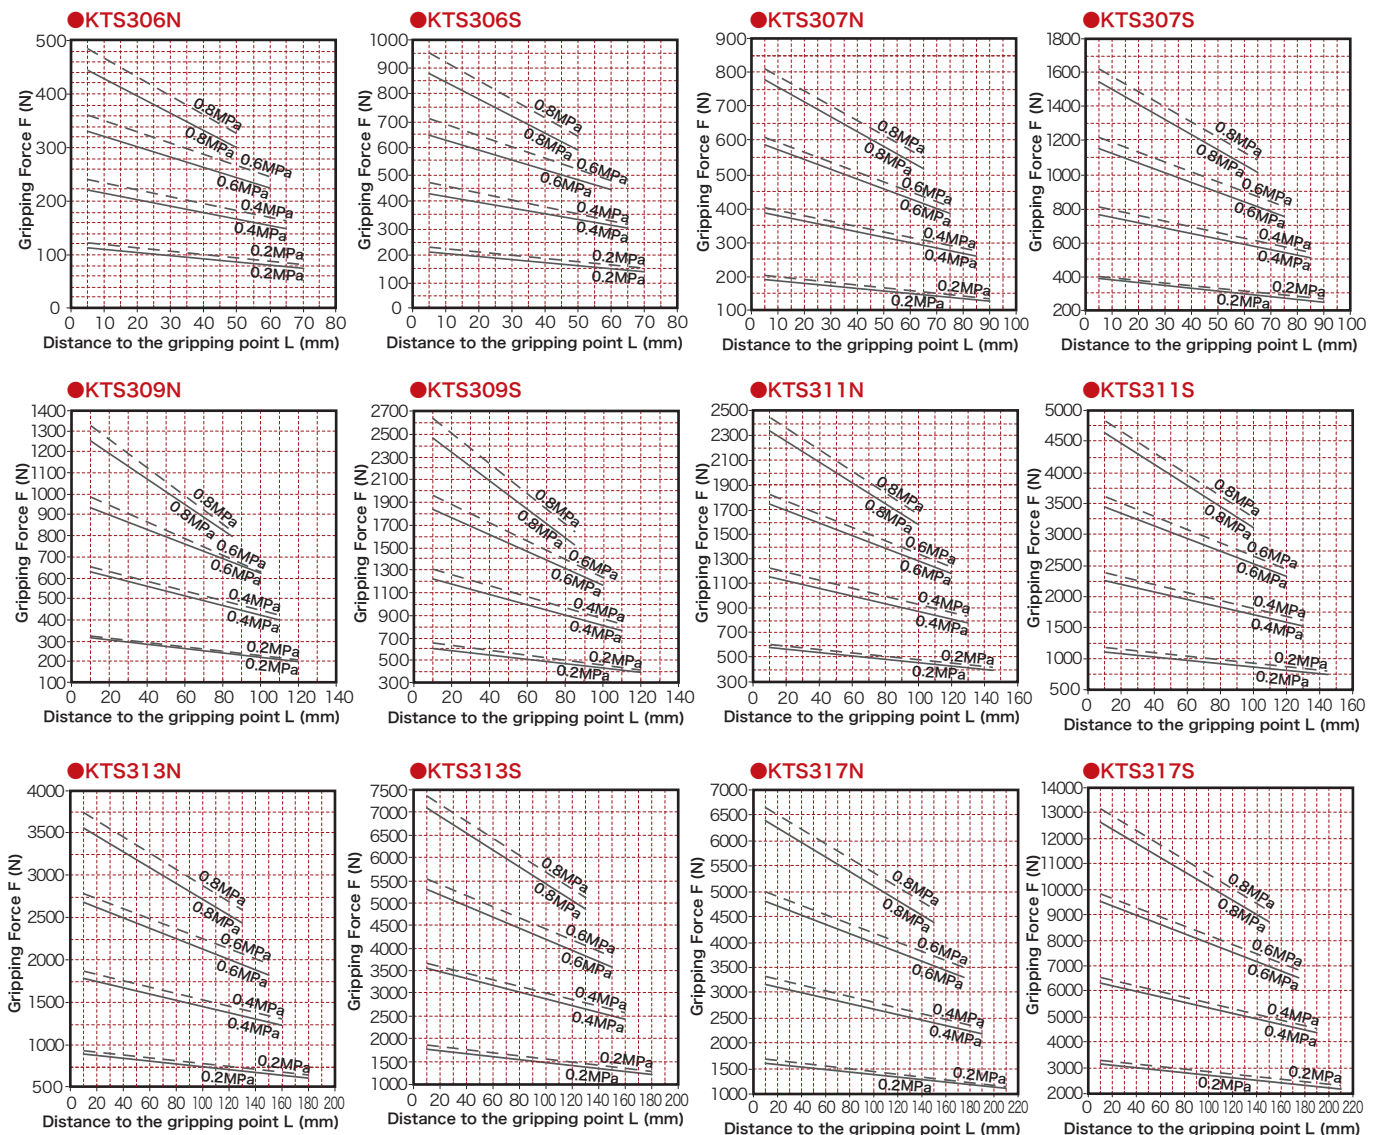 ●KTS306N
Gripping Force F (N)
500
400
300
200
100
0
0 10 20 30 40 50 60 70 80
0.8MPa
0.8MPa
0.6MPa
0.6MPa
0.4MPa
0.4MPa
0.2MPa
0.2MPa
Distance to the gripping point L (mm)
●KTS306S
Gripping Force F (N)
1000
900
800
700
600
500
400
300
200
100
0
0 10 20 30 40 50 60 70 80
0.8MPa
0.8MPa
0.6MPa
0.6MPa
0.4MPa
0.4MPa
0.2MPa
0.2MPa
Distance to the gripping point L (mm)
●KTS307N
Gripping Force F (N)
900
800
700
600
500
400
300
200
100
0 10 20 30 40 50 60 70 80 90 100
0.8MPa
0.8MPa
0.6MPa
0.6MPa
0.4MPa
0.4MPa
0.2MPa
0.2MPa
Distance to the gripping point L (mm)
●KTS307S
Gripping Force F (N)
1800
1600
1400
1200
1000
800
600
400
200
0 10 20 30 40 50 60 70 80 90 100
0.8MPa
0.8MPa
0.6MPa
0.6MPa
0.4MPa
0.4MPa
0.2MPa
0.2MPa
Distance to the gripping point L (mm)
●KTS309N
Gripping Force F (N)
1400
1300
1200
1000
1000
900
800
700
600
500
400
300
200
100
0 20 40 60 80 100 120 140
0.8MPa
0.8MPa
0.6MPa
0.6MPa
0.4MPa
0.4MPa
0.2MPa
0.2MPa
Distance to the gripping point L (mm)
●KTS309S
Gripping Force F (N)
2700
2500
2300
2100
1900
1700
1500
1300
1100
900
700
500
300
0 20 40 60 80 100 120 140
0.8MPa
0.8MPa
0.6MPa
0.6MPa
0.4MPa
0.4MPa
0.2MPa
0.2MPa
Distance to the gripping point L (mm)
●KTS311N
Gripping Force F (N)
2500
2300
2100
1900
1700
1500
1300
1100
900
700
500
300
0 20 40 60 80 100 120 140 160
0.8MPa
0.8MPa
0.6MPa
0.6MPa
0.4MPa
0.4MPa
0.2MPa
0.2MPa
Distance to the gripping point L (mm)
●KTS311S
Gripping Force F (N)
5000
4500
4000
3500
3000
2500
2000
1500
1000
500
0 20 40 60 80 100 120 140 160
0.8MPa
0.8MPa
0.6MPa
0.6MPa
0.4MPa
0.4MPa
0.2MPa
0.2MPa
Distance to the gripping point L (mm)
●KTS313N
Gripping Force F (N)
4000
3500
3000
2500
2000
1500
1000
500
0 20 40 60 80 100 120 140 160 180 200
0.8MPa
0.8MPa
0.6MPa
0.6MPa
0.4MPa
0.4MPa
0.2MPa
0.2MPa
Distance to the gripping point L (mm)
●KTS313S
Gripping Force F (N)
7500
7000
6500
6000
5500
5000
4500
4000
3500
3000
2500
2000
1500
1000
0 20 40 60 80 100 120 140 160 180 200
0.8MPa
0.8MPa
0.6MPa
0.6MPa
0.4MPa
0.4MPa
0.2MPa
0.2MPa
Distance to the gripping point L (mm)
●KTS317N
Gripping Force F (N)
7000
6500
6000
5500
5000
4500
4000
3500
3000
2500
2000
1500
1000
0 20 40 60 80 100 120 140 160 180 200 220
0.8MPa
0.8MPa
0.6MPa
0.6MPa
0.4MPa
0.4MPa
0.2MPa
0.2MPa
Distance to the gripping point L (mm)
●KTS317S
Gripping Force F (N)
14000
13000
12000
11000
10000
9000
8000
7000
6000
5000
4000
3000
2000
0 20 40 60 80 100 120 140 160 180 200 220
0.8MPa
0.8MPa
0.6MPa
0.6MPa
0.4MPa
0.4MPa
0.2MPa
0.2MPa
Distance to the gripping point L (mm)